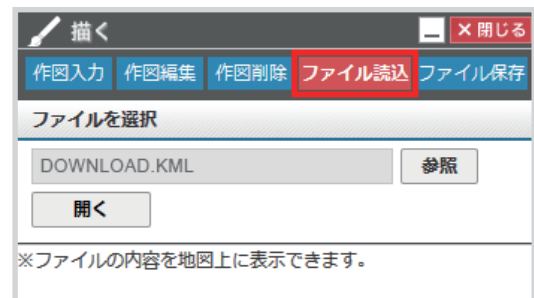 描く
× 閉じる
作図入力 作図編集 作図削除 ファイル読込 ファイル保存
ファイルを選択
DOWNLOAD.KML 参照
開く
※ファイルの内容を地図上に表示できます。